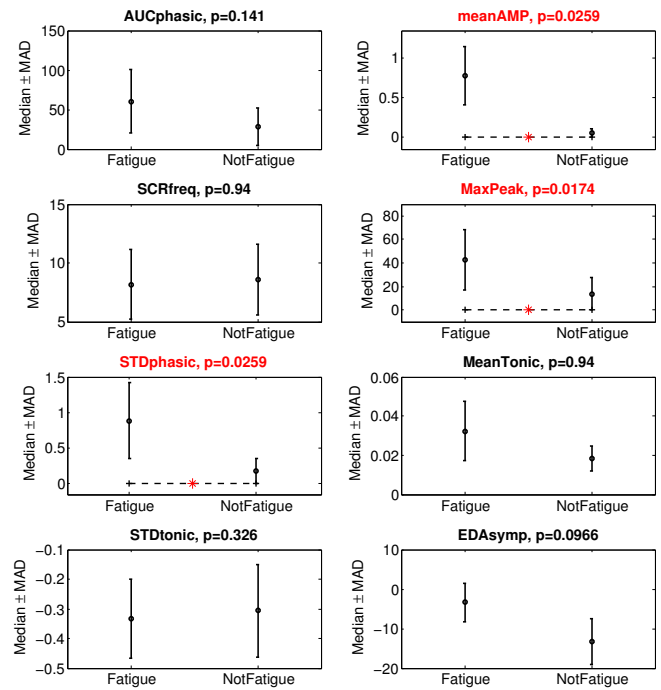 AUCphasic, p=0.141
Median ± MAD
150
100
50
0
Fatigue NotFatigue
meanAMP, p=0.0259
Median ± MAD
1
0.5
0
Fatigue NotFatigue
SCRfreq, p=0.94
Median ± MAD
15
10
5
Fatigue NotFatigue
MaxPeak, p=0.0174
Median ± MAD
80
60
40
20
0
Fatigue NotFatigue
STDphasic, p=0.0259
Median ± MAD
1.5
1
0.5
0
Fatigue NotFatigue
MeanTonic, p=0.94
Median ± MAD
0.06
0.04
0.02
0
Fatigue NotFatigue
STDtonic, p=0.326
Median ± MAD
−0.1
−0.2
−0.3
−0.4
−0.5
Fatigue NotFatigue
EDAsymp, p=0.0966
Median ± MAD
10
0
−10
−20
Fatigue NotFatigue